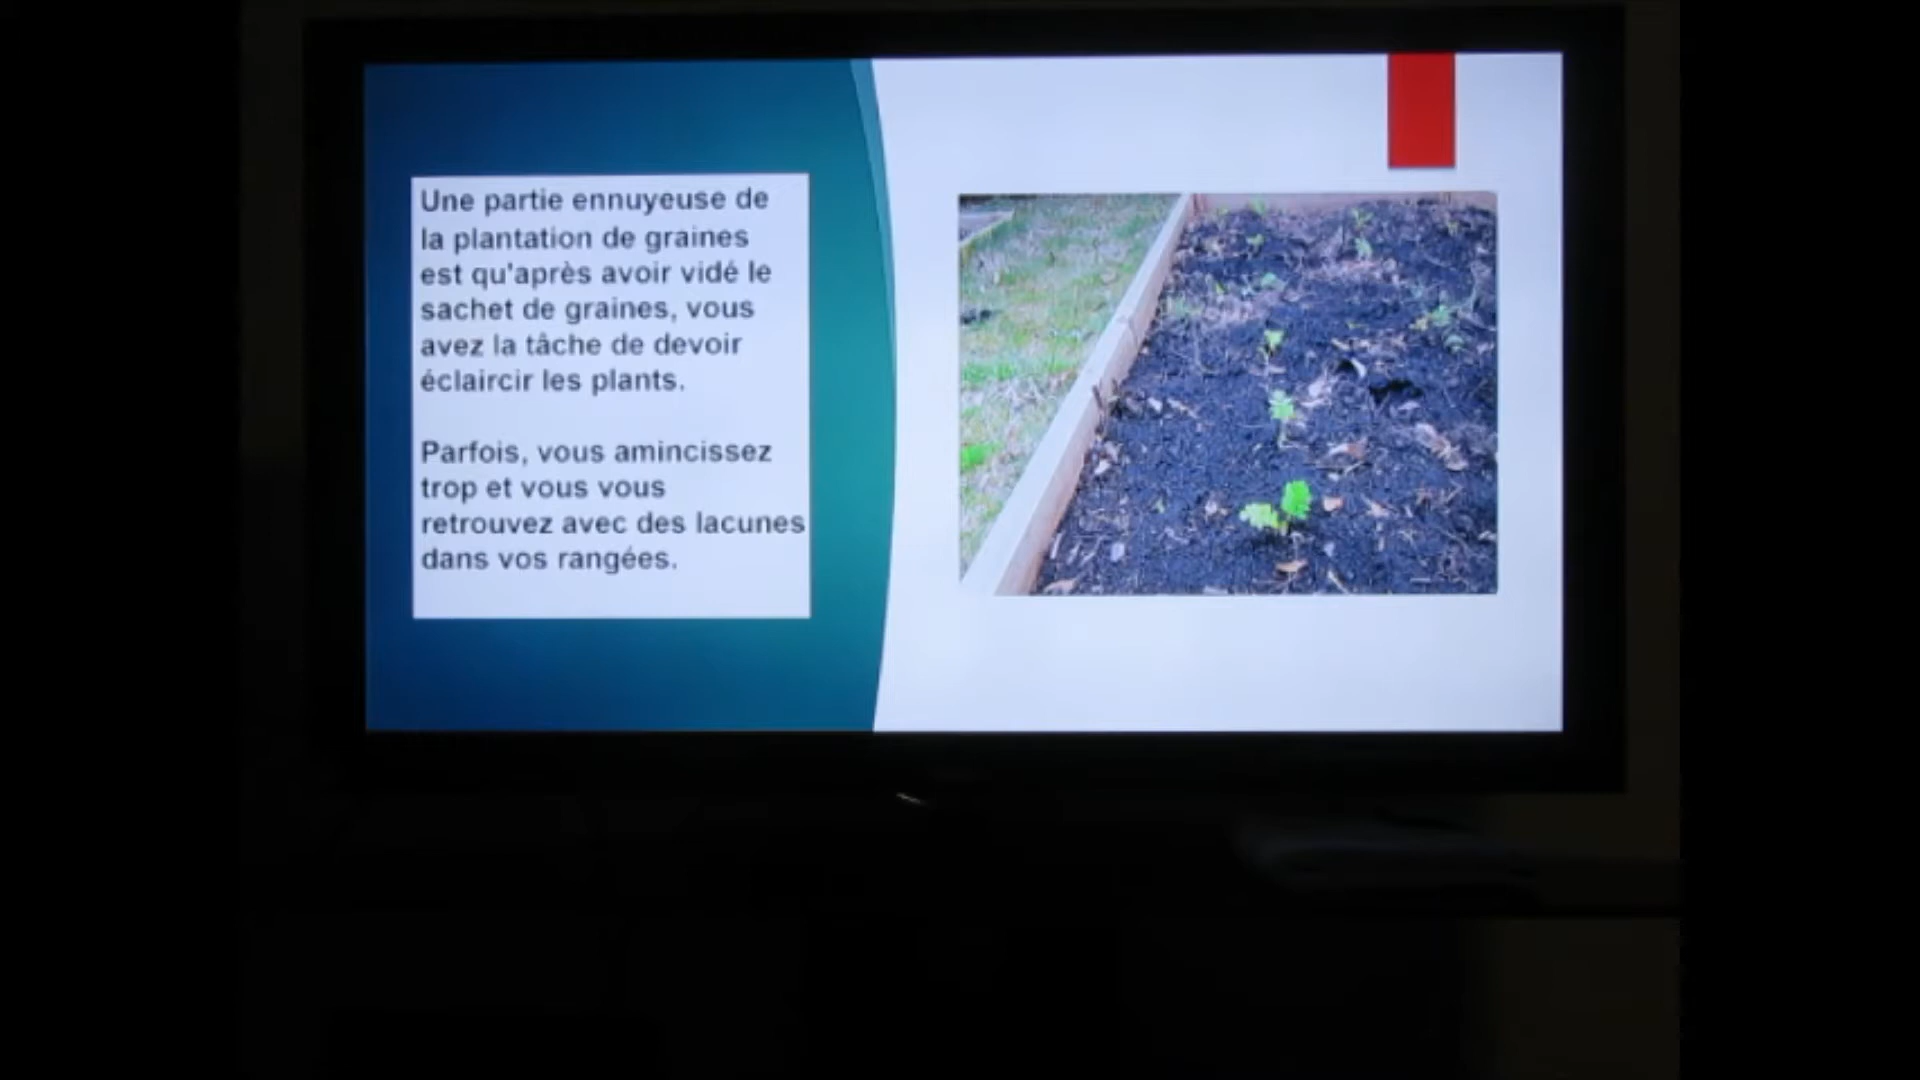 Une partie ennuyeuse de
la plantation de graines
est qu'après avoir vidé le
sachet de graines, vous
avez la tâche de devoir
éclaircir les plants.
Parfois, vous amincissez
trop et vous vous
retrouvez avec des lacunes
dans vos rangées.